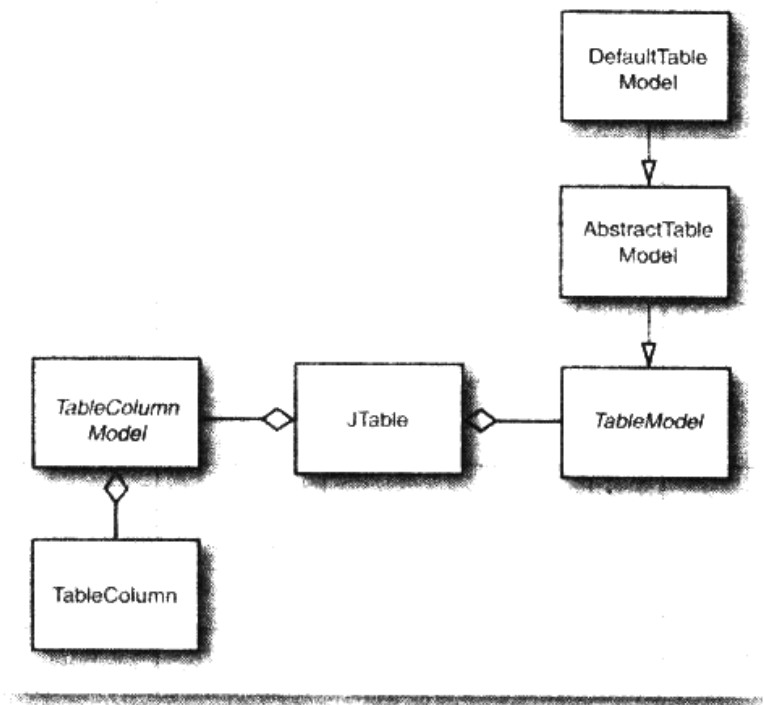 DefaultTable
Model
AbstractTable
Model
TableColumn
Model
JTable
TableModel
TableColumn